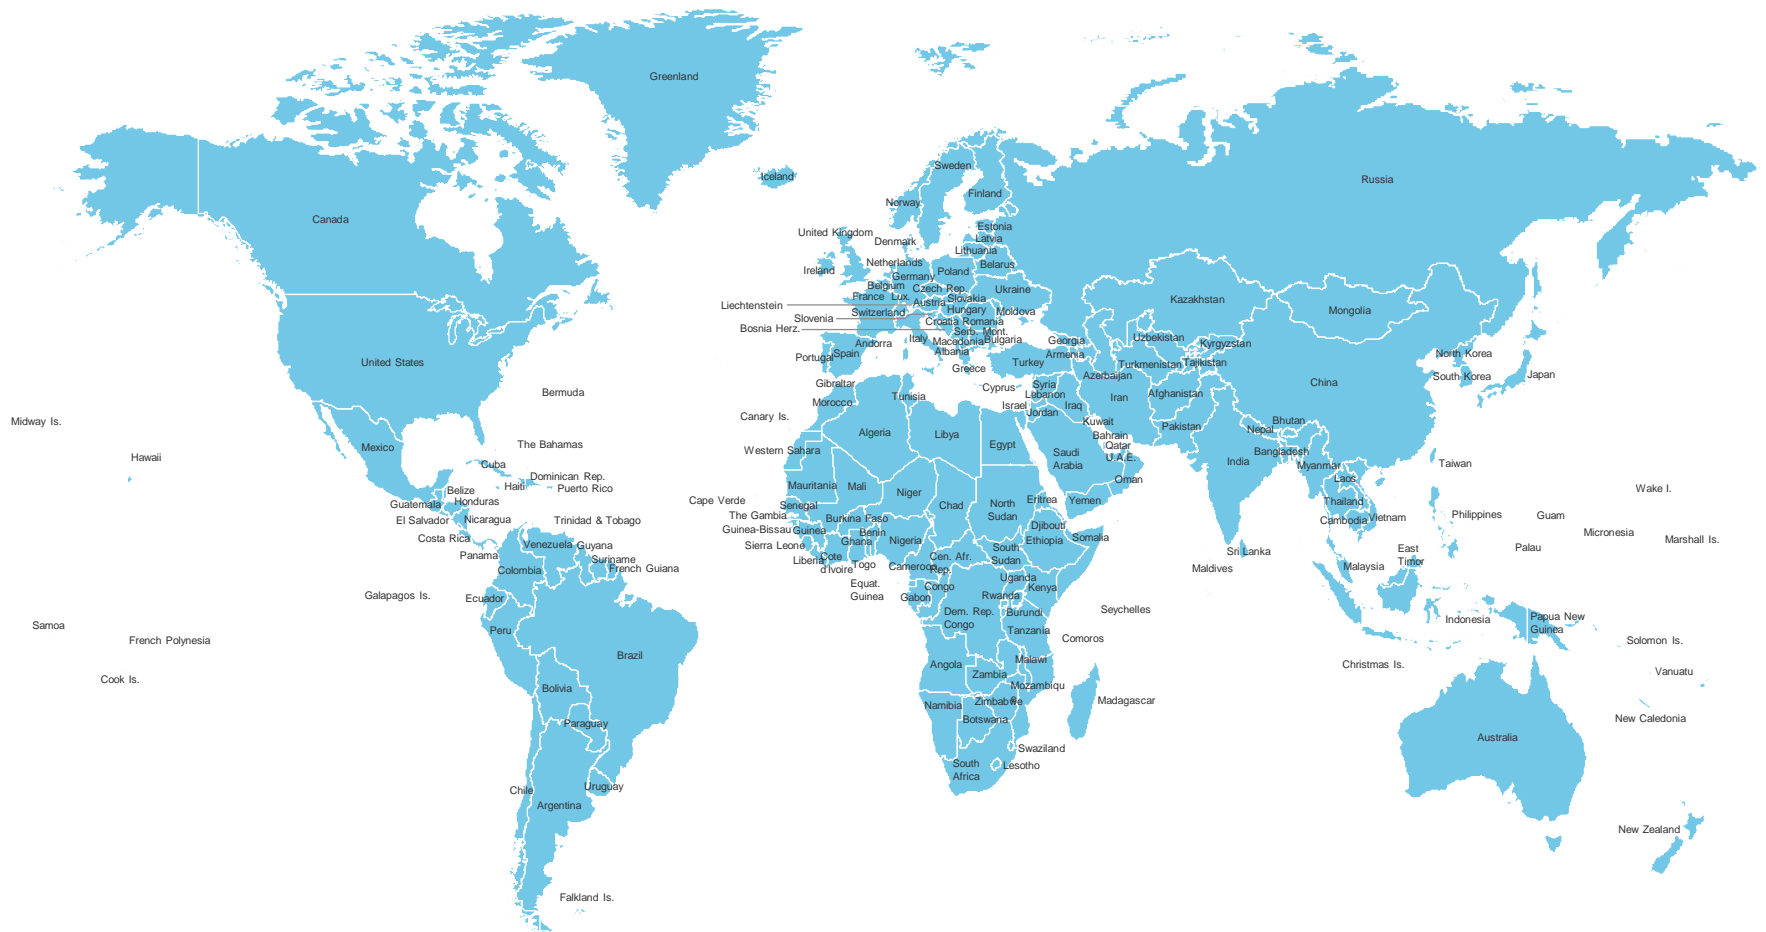 Greenland
Iceland
Sweden
Finland
Norway
Russia
Canada
United Kingdom
Denmark
Estonia
Latvia
Lithuania
Ireland
Netherlands
Germany
Poland
Belarus
Belgium
Czech Rep.
Ukraine
France
Lux.
Slovakia
Austria
Liechtenstein
Switzerland
Hungary
Moldova
Slovenia
Croatia
Romania
Bosnia Herz.
Serb. Mont.
Italy
Macedonia
Bulgaria
Andorra
Albania
Portugal
Spain
Greece
Turkey
Georgia
Armenia
Azerbaijan
Kazakhstan
Mongolia
Uzbekistan
Kyrgyzstan
Turkmenistan
Tajikistan
North Korea
South Korea
Japan
China
United States
Bermuda
Gibraltar
Morocco
Tunisia
Cyprus
Syria
Lebanon
Israel
Jordan
Iraq
Iran
Afghanistan
Kuwait
Pakistan
Bahrain
Qatar
U.A.E.
Nepal
Bhutan
Bangladesh
India
Myanmar
Taiwan
Midway Is.
Hawaii
Canary Is.
Western Sahara
Algeria
Libya
Egypt
Saudi
Arabia
Oman
Yemen
Mexico
The Bahamas
Cuba
Haiti
Dominican Rep.
Puerto Rico
Belize
Guatemala
Honduras
El Salvador
Nicaragua
Costa Rica
Panama
Trinidad & Tobago
Venezuela
Guyana
Suriname
French Guiana
Colombia
Cape Verde
Mauritania
Mali
Niger
Chad
North
Sudan
Eritrea
Senegal
The Gambia
Guinea-Bissau
Guinea
Burkina Faso
Benin
Djibouti
Ethiopia
Somalia
Sierra Leone
Liberia
Cote
d'Ivoire
Ghana
Togo
Nigeria
Cameroon
Cen. Afr.
Rep.
South
Sudan
Equat.
Guinea
Gabon
Congo
Uganda
Kenya
Rwanda
Burundi
Dem. Rep.
Congo
Tanzania
Seychelles
Comoros
Laos
Thailand
Cambodia
Vietnam
Philippines
Guam
Wake I.
Micronesia
Marshall Is.
Palau
Sri Lanka
Maldives
Malaysia
East
Timor
Indonesia
Papua New
Guinea
Solomon Is.
Christmas Is.
Vanuatu
New Caledonia
Galapagos Is.
Ecuador
Peru
Brazil
Samoa
French Polynesia
Cook Is.
Bolivia
Paraguay
Chile
Argentina
Uruguay
Falkland Is.
Angola
Zambia
Malawi
Mozambiqu
e
Zimbabwe
Namibia
Botswana
Madagascar
Swaziland
Lesotho
South
Africa
Australia
New Zealand